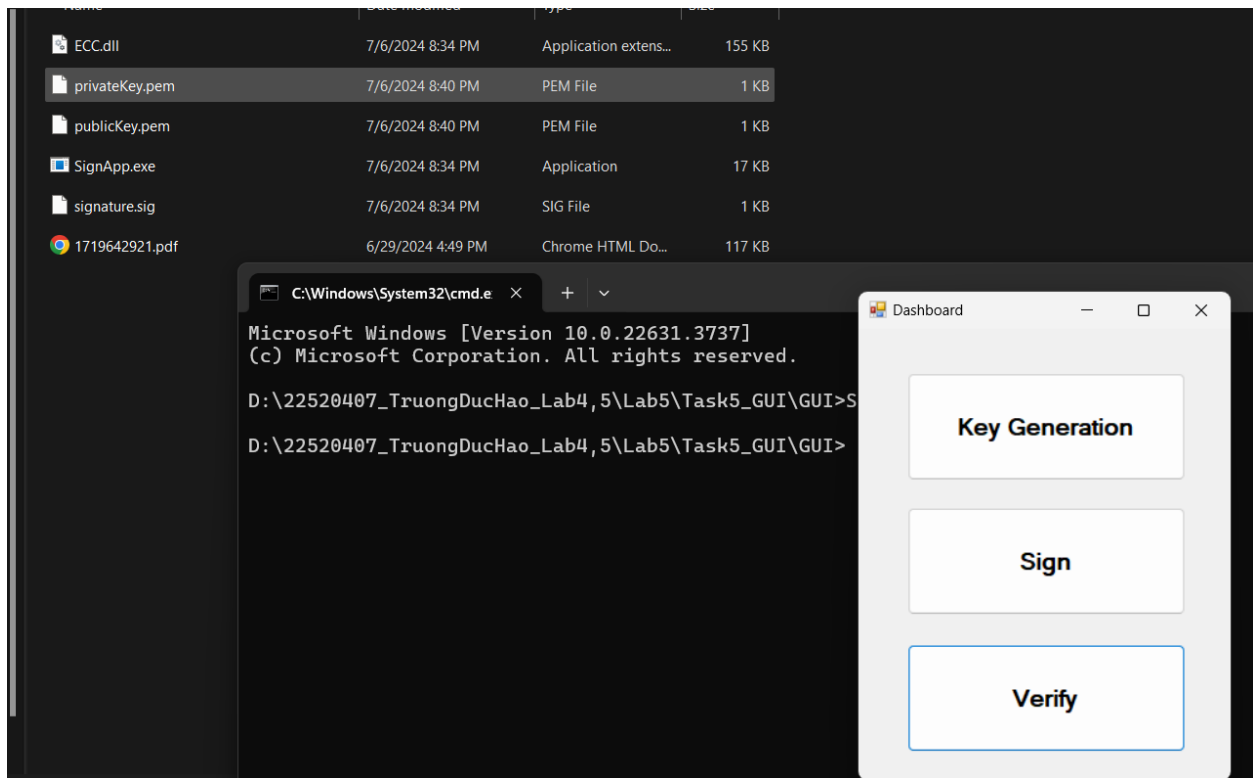 Name Date modified Type Size
ECC.dll 7/6/2024 8:34 PM Application extens... 155 KB
privateKey.pem 7/6/2024 8:40 PM PEM File 1 KB
publicKey.pem 7/6/2024 8:40 PM PEM File 1 KB
SignApp.exe 7/6/2024 8:34 PM Application 17 KB
signature.sig 7/6/2024 8:34 PM SIG File 1 KB
1719642921.pdf 6/29/2024 4:49 PM Chrome HTML Do... 117 KB
C:\Windows\System32\cmd.e
Microsoft Windows [Version 10.0.22631.3737]
(c) Microsoft Corporation. All rights reserved.
D:\22520407_TruongDucHao_Lab4,5\Lab5\Task5_GUI\GUI>S
D:\22520407_TruongDucHao_Lab4,5\Lab5\Task5_GUI\GUI>
Dashboard
Key Generation
Sign
Verify